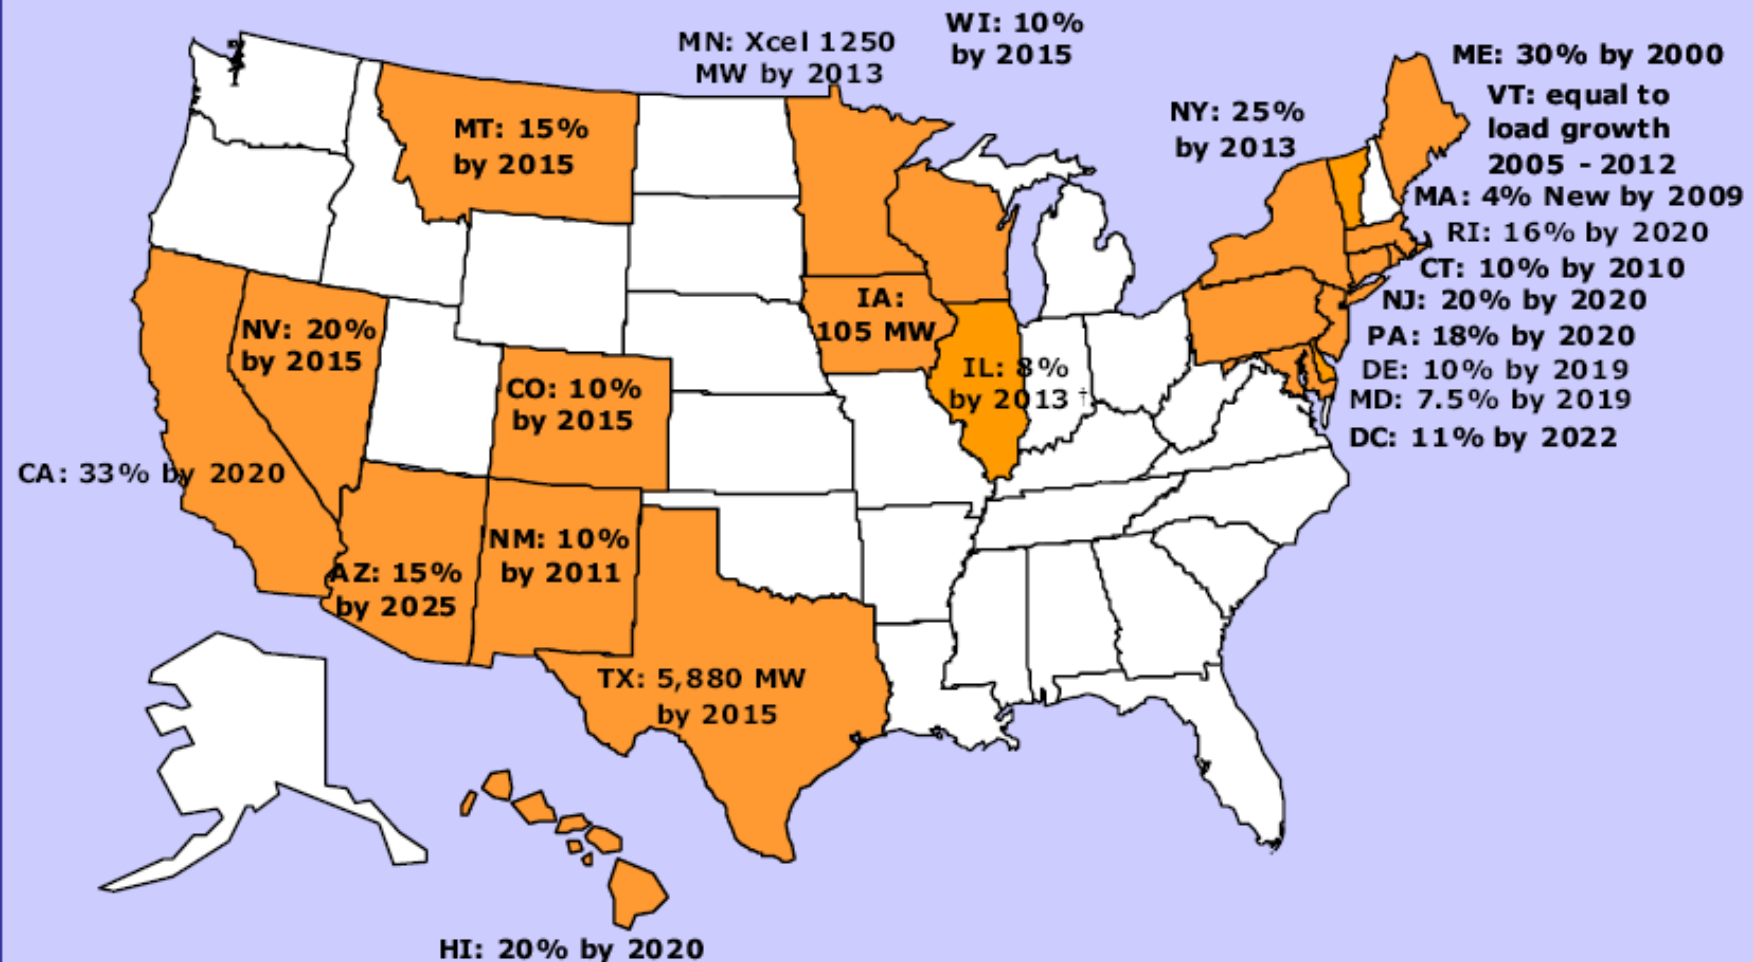 WI: 10%
by 2015
MN: Xcel 1250
MW by 2013
ME: 30% by 2000
VT: equal to
load growth
2005 - 2012
NY: 25%
by 2013
MT: 15%
by 2015
MA: 4% New by 2009
RI: 16% by 2020
CT: 10% by 2010
NJ: 20% by 2020
PA: 18% by 2020
DE: 10% by 2019
MD: 7.5% by 2019
DC: 11% by 2022
IA:
105 MW
NV: 20%
by 2015
IL: 8%
by 2013 †
CO: 10%
by 2015
CA: 33% by 2020
NM: 10%
by 2011
AZ: 15%
by 2025
TX: 5,880 MW
by 2015
HI: 20% by 2020